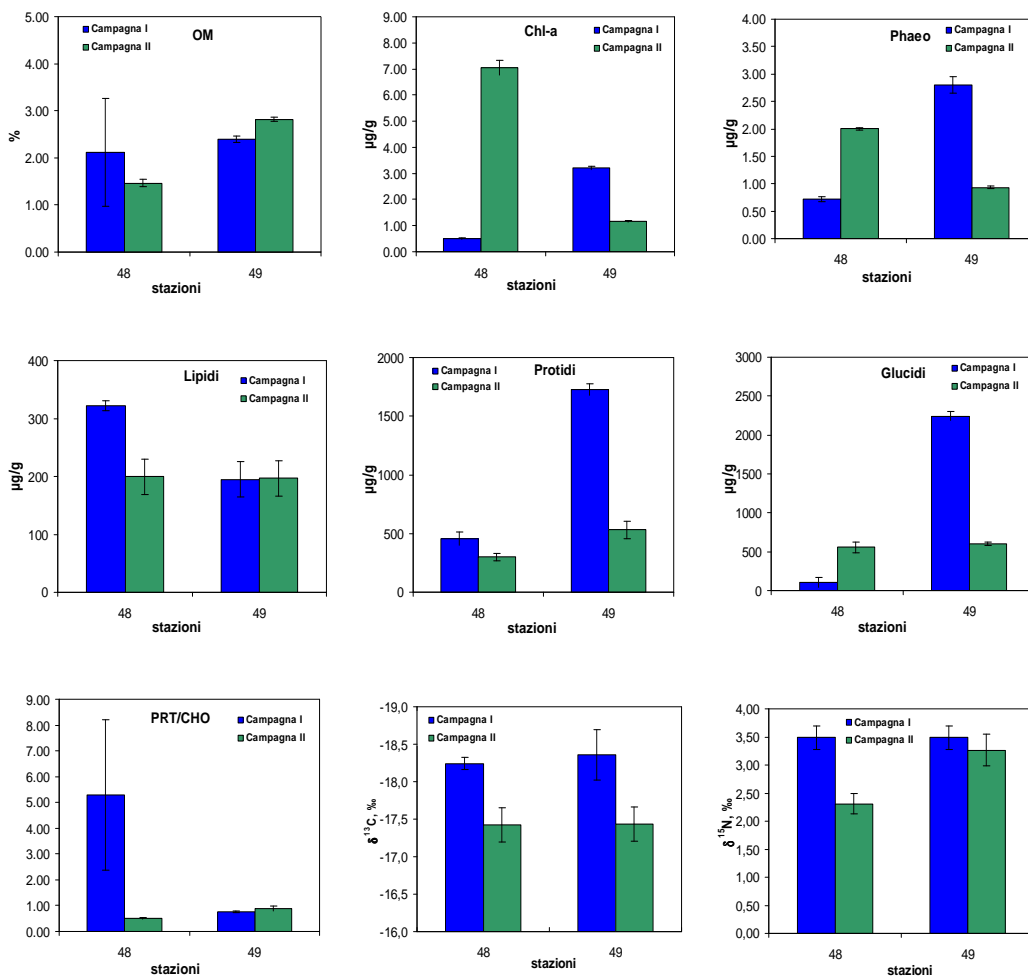 OM
Campagna I
Campagna II
%
5.00
4.00
3.00
2.00
1.00
0.00
48
49
stazioni
Chl-a
Campagna I
Campagna II
µg/g
9.00
8.00
7.00
6.00
5.00
4.00
3.00
2.00
1.00
0.00
48
49
stazioni
Phaeo
Campagna I
Campagna II
µg/g
4.00
3.50
3.00
2.50
2.00
1.50
1.00
0.50
0.00
48
49
stazioni
Lipidi
Campagna I
Campagna II
µg/g
400
300
200
100
0
48
49
stazioni
Protidi
Campagna I
Campagna II
µg/g
2000
1500
1000
500
0
48
49
stazioni
Glucidi
Campagna I
Campagna II
µg/g
3000
2500
2000
1500
1000
500
0
48
49
stazioni
PRT/CHO
Campagna I
Campagna II
9.00
8.00
7.00
6.00
5.00
4.00
3.00
2.00
1.00
0.00
48
49
stazioni
Campagna I
Campagna II
δ ¹³C, ‰
-19,0
-18,5
-18,0
-17,5
-17,0
-16,5
-16,0
48
49
stazioni
Campagna I
Campagna II
δ ¹⁵N, ‰
4,00
3,50
3,00
2,50
2,00
1,50
1,00
0,50
0,00
48
49
stazioni